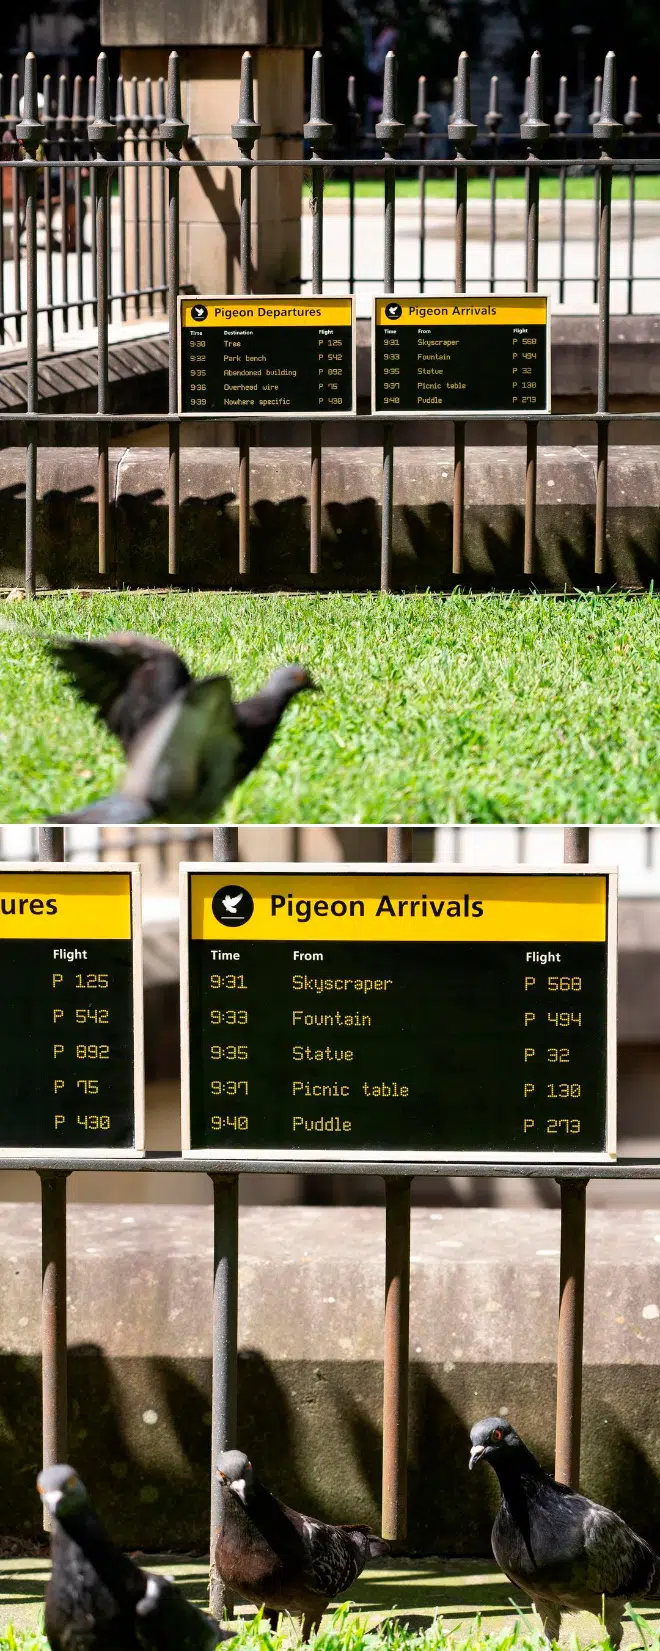 Pigeon Departures
Time Destination Flight
9:30 Tree P 125
9:32 Park bench P 542
9:35 Abandoned building P 892
9:36 Overhead wire P 75
9:39 Nowhere specific P 430
Pigeon Arrivals
Time From Flight
9:31 Skyscraper P 568
9:33 Fountain P 494
9:35 Statue P 32
9:37 Picnic table P 130
9:40 Puddle P 273
ures
Flight
P 125
P 542
P 892
P 75
P 430
Pigeon Arrivals
Time From Flight
9:31 Skyscraper P 568
9:33 Fountain P 494
9:35 Statue P 32
9:37 Picnic table P 130
9:40 Puddle P 273